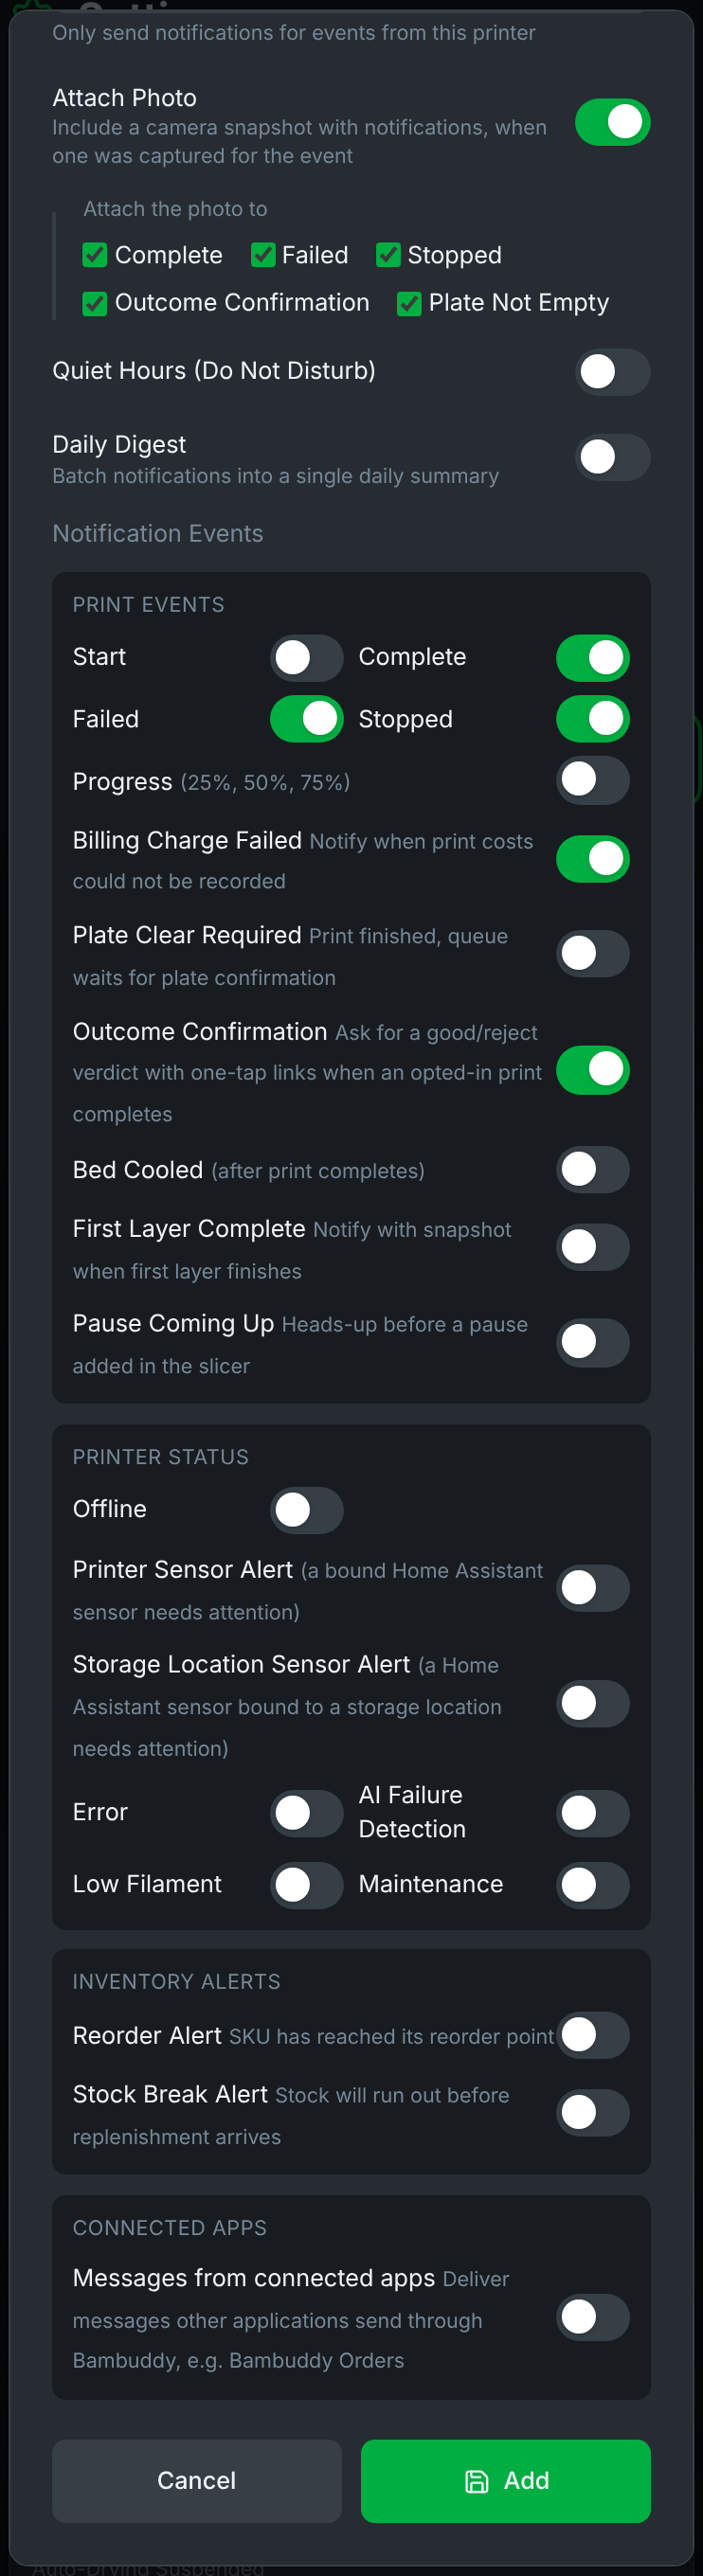 Only send notifications for events from this printer
Attach Photo
Include a camera snapshot with notifications, when
one was captured for the event
Attach the photo to
Complete Failed Stopped
Outcome Confirmation Plate Not Empty
Quiet Hours (Do Not Disturb)
Daily Digest
Batch notifications into a single daily summary
Notification Events
PRINT EVENTS
Start Complete
Failed Stopped
Progress (25%, 50%, 75%)
Billing Charge Failed Notify when print costs
could not be recorded
Plate Clear Required Print finished, queue
waits for plate confirmation
Outcome Confirmation Ask for a good/reject
verdict with one-tap links when an opted-in print
completes
Bed Cooled (after print completes)
First Layer Complete Notify with snapshot
when first layer finishes
Pause Coming Up Heads-up before a pause
added in the slicer
PRINTER STATUS
Offline
Printer Sensor Alert (a bound Home Assistant
sensor needs attention)
Storage Location Sensor Alert (a Home
Assistant sensor bound to a storage location
needs attention)
Error AI Failure
Detection
Low Filament Maintenance
INVENTORY ALERTS
Reorder Alert SKU has reached its reorder point
Stock Break Alert Stock will run out before
replenishment arrives
CONNECTED APPS
Messages from connected apps Deliver
messages other applications send through
Bambuddy, e.g. Bambuddy Orders
Cancel Add
Auto-Drying Suspended